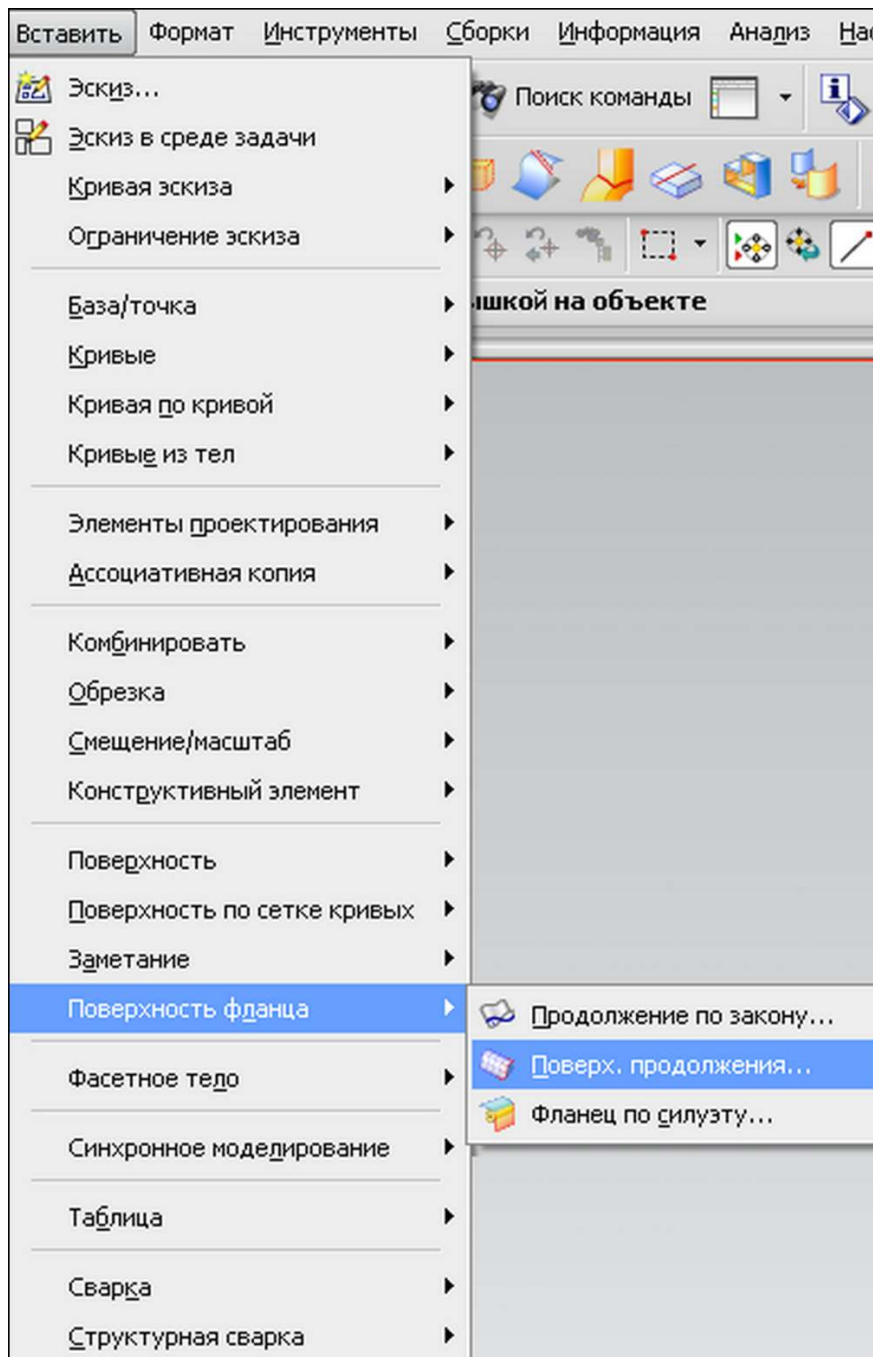 Вставить Формат Инструменты Сборки Информация Анализ
Эскиз...
Поиск команды
Эскиз в среде задачи
Кривая эскиза
Ограничение эскиза
База/точка
на объекте
Кривые
Кривая по кривой
Кривые из тел
Элементы проектирования
Ассоциативная копия
Комбинировать
Обрезка
Смещение/масштаб
Конструктивный элемент
Поверхность
Поверхность по сетке кривых
Заметание
Поверхность фланца
Продолжение по закону...
Поверх. продолжения...
Фланец по силуэту...
Фасетное тело
Синхронное моделирование
Таблица
Сварка
Структурная сварка